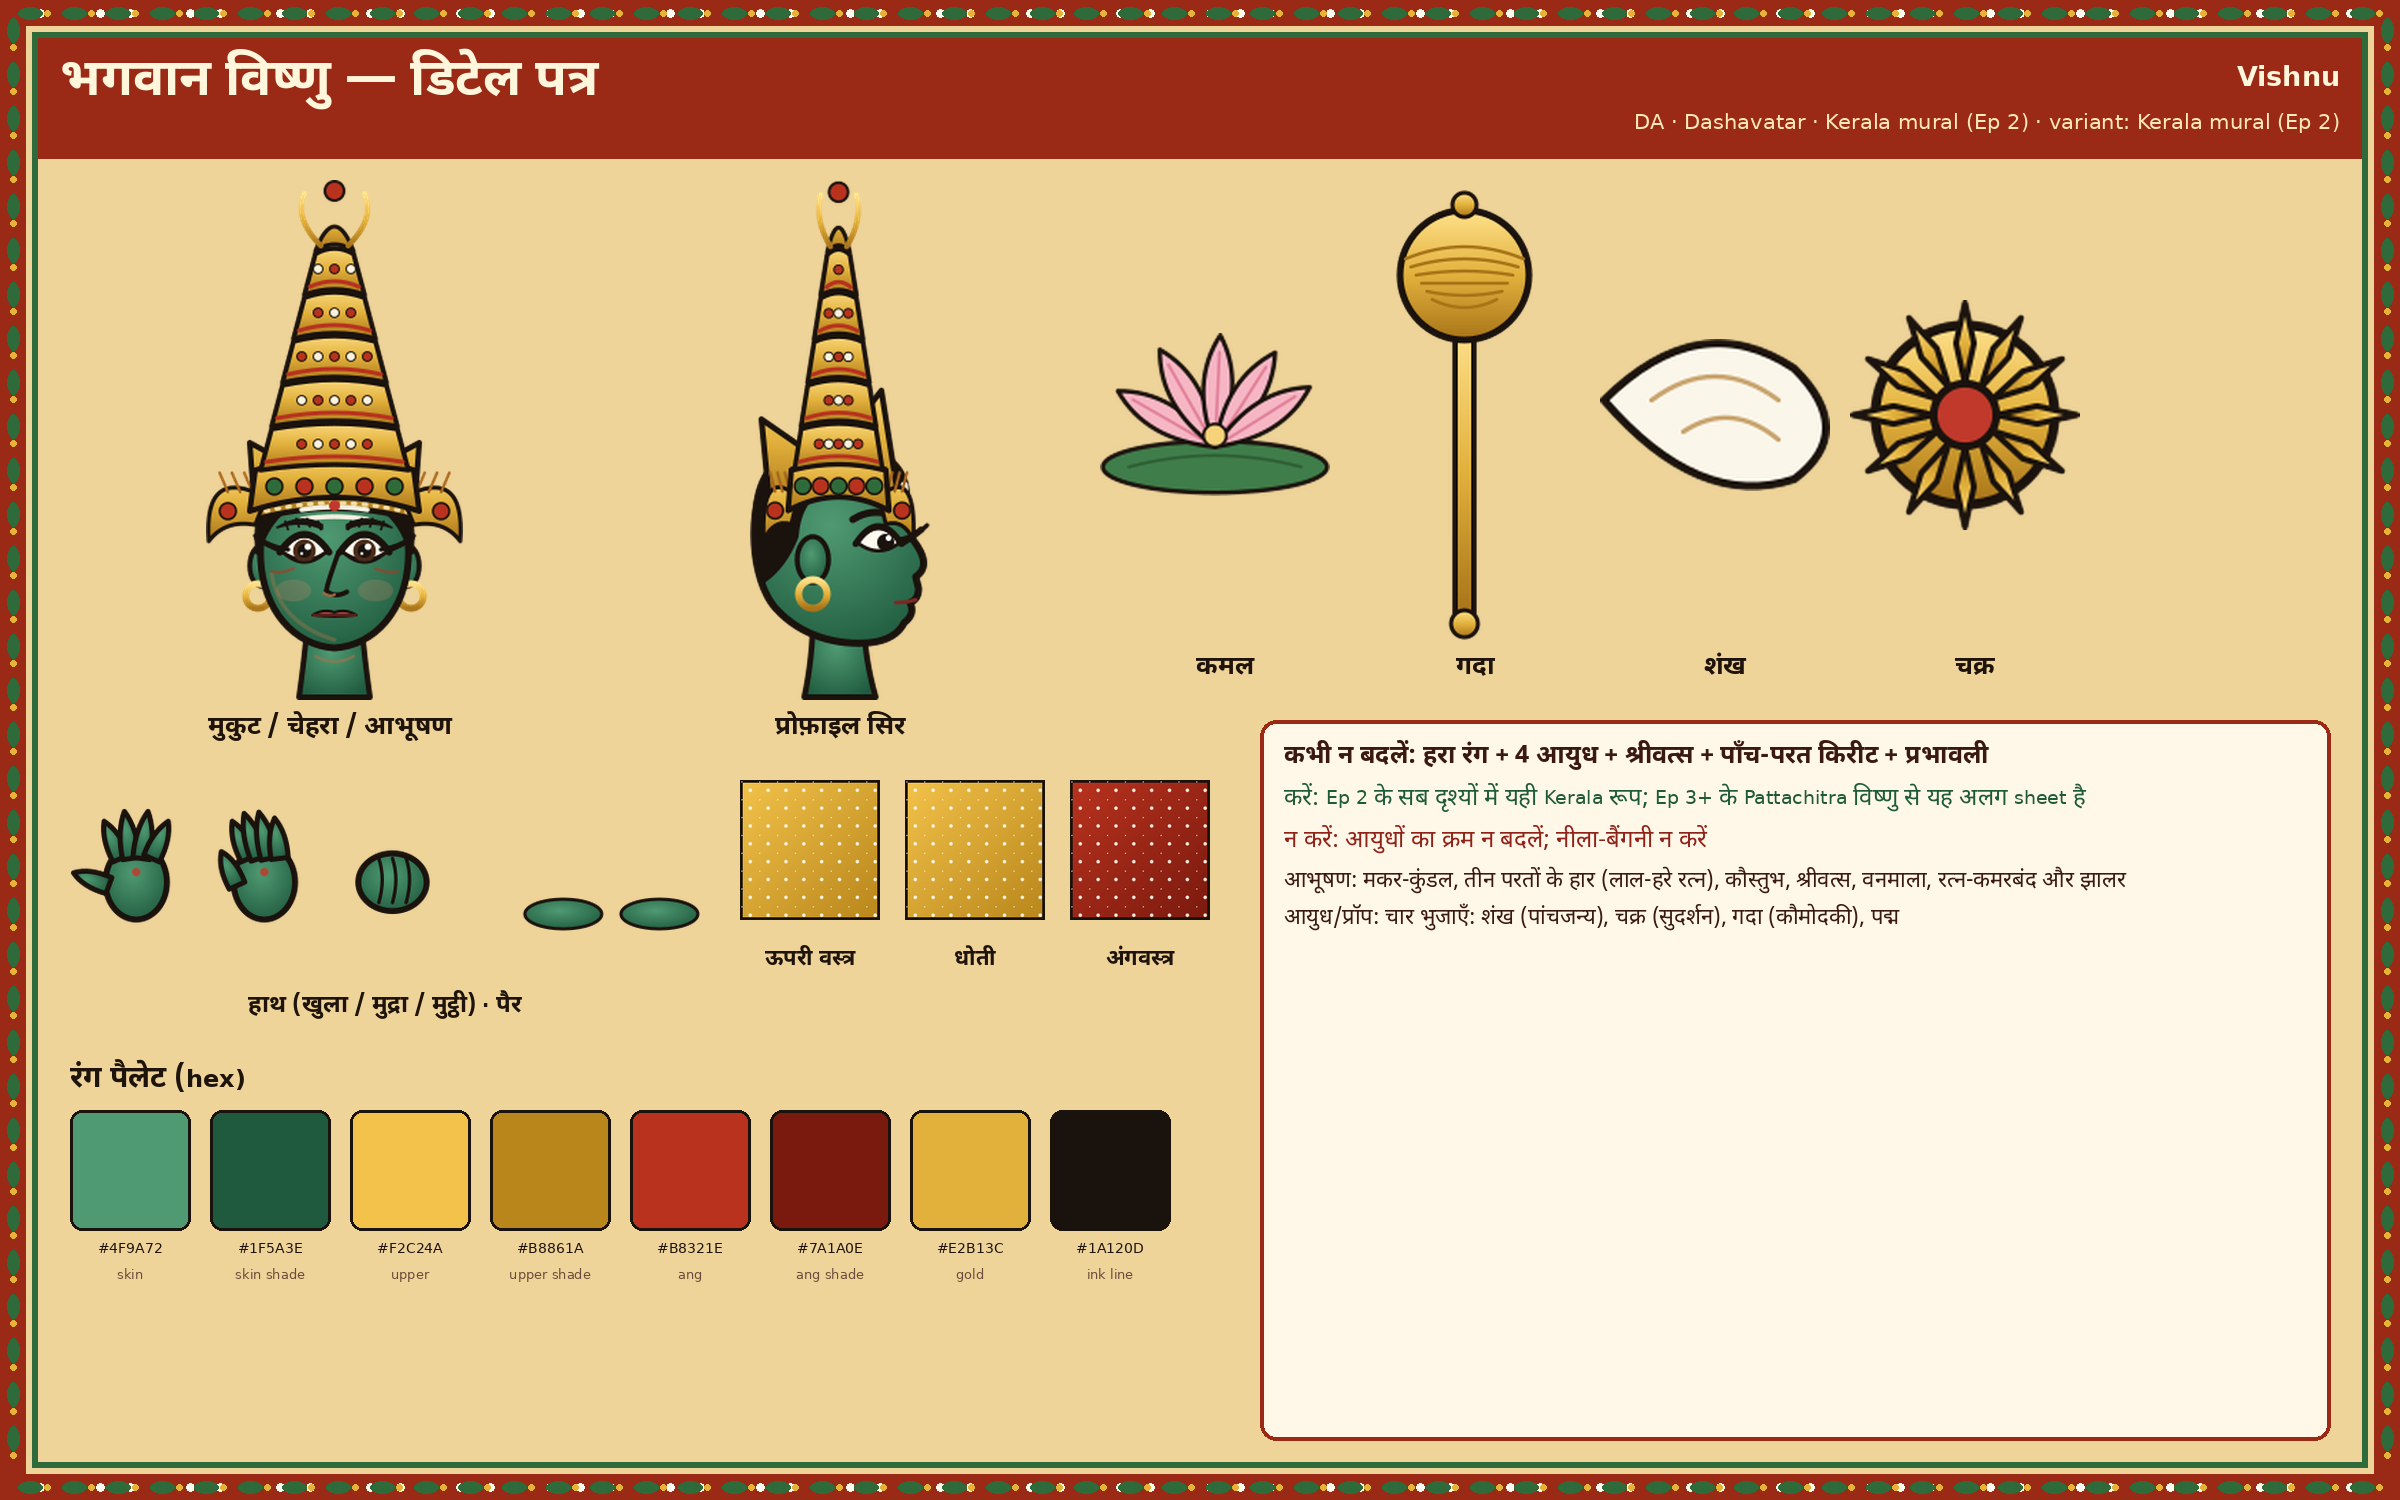 भगवान विष्णु — डिटेल पत्र
Vishnu
DA · Dashavatar · Kerala mural (Ep 2) · variant: Kerala mural (Ep 2)
कमल
गदा
शंख
चक्र
मुकुट / चेहरा / आभूषण
प्रोफ़ाइल सिर
कभी न बदलें: हरा रंग + 4 आयुध + श्रीवत्स + पाँच-परत किरीट + प्रभावली
करें: Ep 2 के सब दृश्यों में यही Kerala रूप; Ep 3+ के Pattachitra विष्णु से यह अलग sheet है
न करें: आयुधों का क्रम न बदलें; नीला-बैंगनी न करें
आभूषण: मकर-कुंडल, तीन परतों के हार (लाल-हरे रत्न), कौस्तुभ, श्रीवत्स, वनमाला, रत्न-कमरबंद और झालर
आयुध/प्रॉप: चार भुजाएँ: शंख (पांचजन्य), चक्र (सुदर्शन), गदा (कौमोदकी), पद्म
ऊपरी वस्त्र
धोती
अंगवस्त्र
हाथ (खुला / मुद्रा / मुट्ठी) · पैर
रंग पैलेट (hex)
#4F9A72
#1F5A3E
#F2C24A
#B8861A
#B8321E
#7A1A0E
#E2B13C
#1A120D
skin
skin shade
upper
upper shade
ang
ang shade
gold
ink line